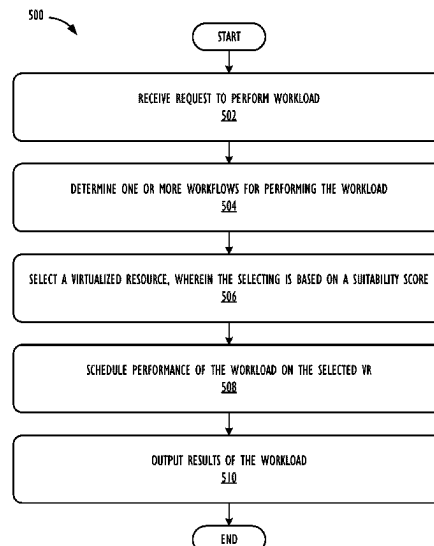 500
START
RECEIVE REQUEST TO PERFORM WORKLOAD
502
DETERMINE ONE OR MORE WORKFLOWS FOR PERFORMING THE WORKLOAD
504
SELECT A VIRTUALIZED RESOURCE, WHEREIN THE SELECTING IS BASED ON A SUITABILITY SCORE
506
SCHEDULE PERFORMANCE OF THE WORKLOAD ON THE SELECTED VR
508
OUTPUT RESULTS OF THE WORKLOAD
510
END